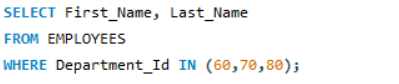 SELECT First_Name, Last_Name
FROM EMPLOYEES
WHERE Department_Id IN (60,70,80);